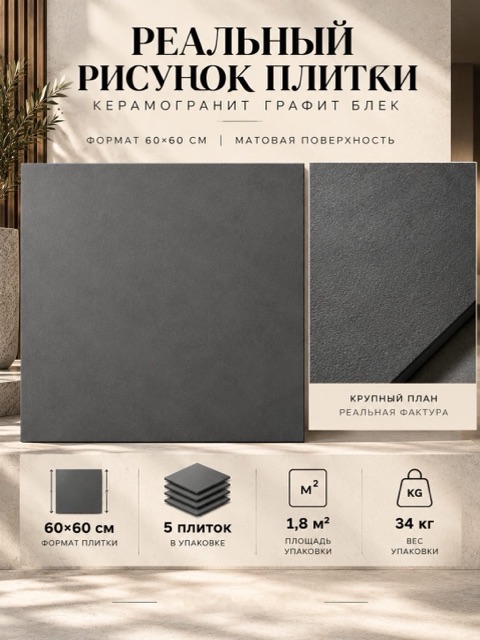 РЕАЛЬНЫЙ
РИСУНОК ПЛИТКИ
КЕРАМОГРАНИТ ГРАФИТ БЛЕК
ФОРМАТ 60×60 СМ | МАТОВАЯ ПОВЕРХНОСТЬ
КРУПНЫЙ ПЛАН
РЕАЛЬНАЯ ФАКТУРА
60×60 см
ФОРМАТ ПЛИТКИ
5 плиток
В УПАКОВКЕ
М²
1,8 м²
ПЛОЩАДЬ
УПАКОВКИ
KG
34 кг
ВЕС
УПАКОВКИ